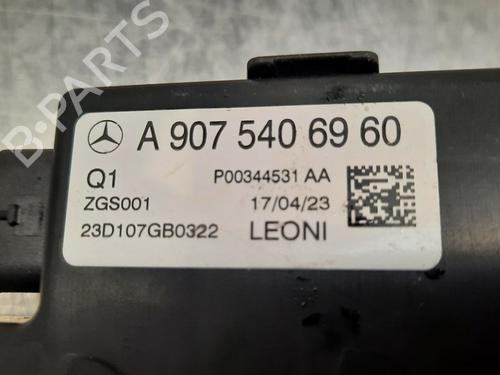 A 907 540 69 60
Q1
P00344531 AA
ZGS001
17/04/23
23D107GB0322
LEONI
B-PARTS